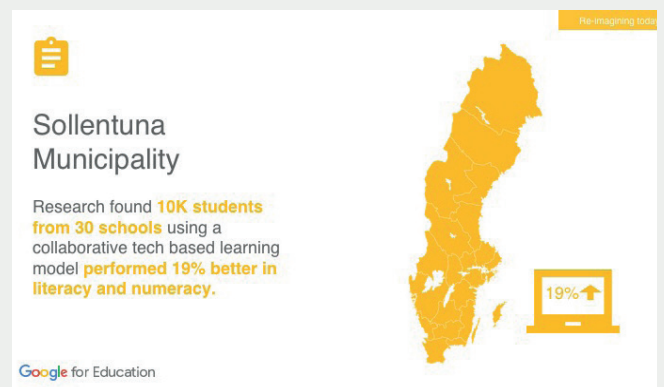 Re-imagining today
Sollentuna
Municipality
Research found 10K students
from 30 schools using a
collaborative tech based learning
model performed 19% better in
literacy and numeracy.
19%
Google for Education